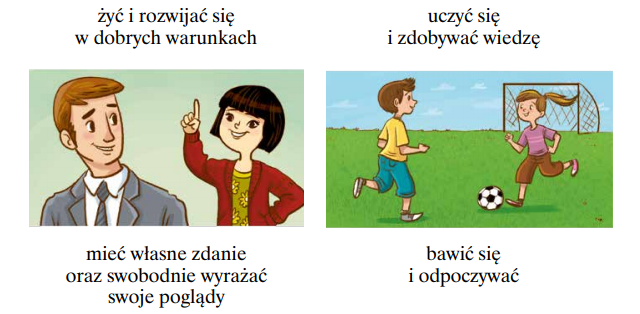 żyć i rozwijać się
w dobrych warunkach
uczyć się
i zdobywać wiedzę
mieć własne zdanie
oraz swobodnie wyrażać
swoje poglądy
bawić się
i odpoczywać